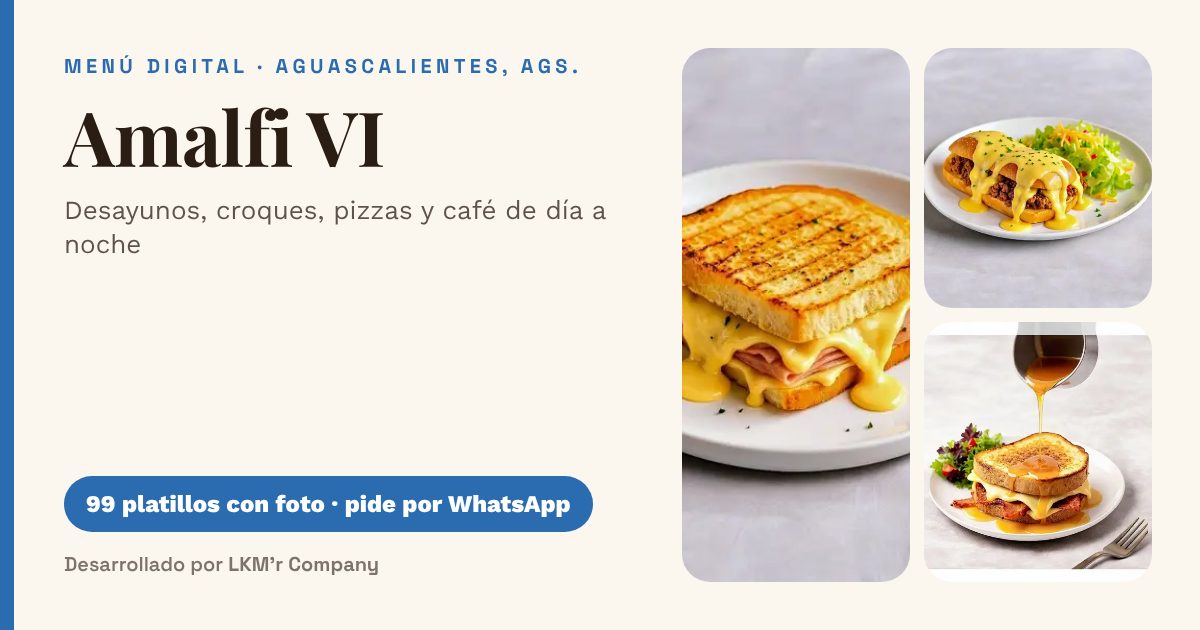 MENÚ DIGITAL · AGUASCALIENTES, AGS.
Amalfi VI
Desayunos, croques, pizzas y café de día a
noche
99 platillos con foto · pide por WhatsApp
Desarrollado por LKM’r Company